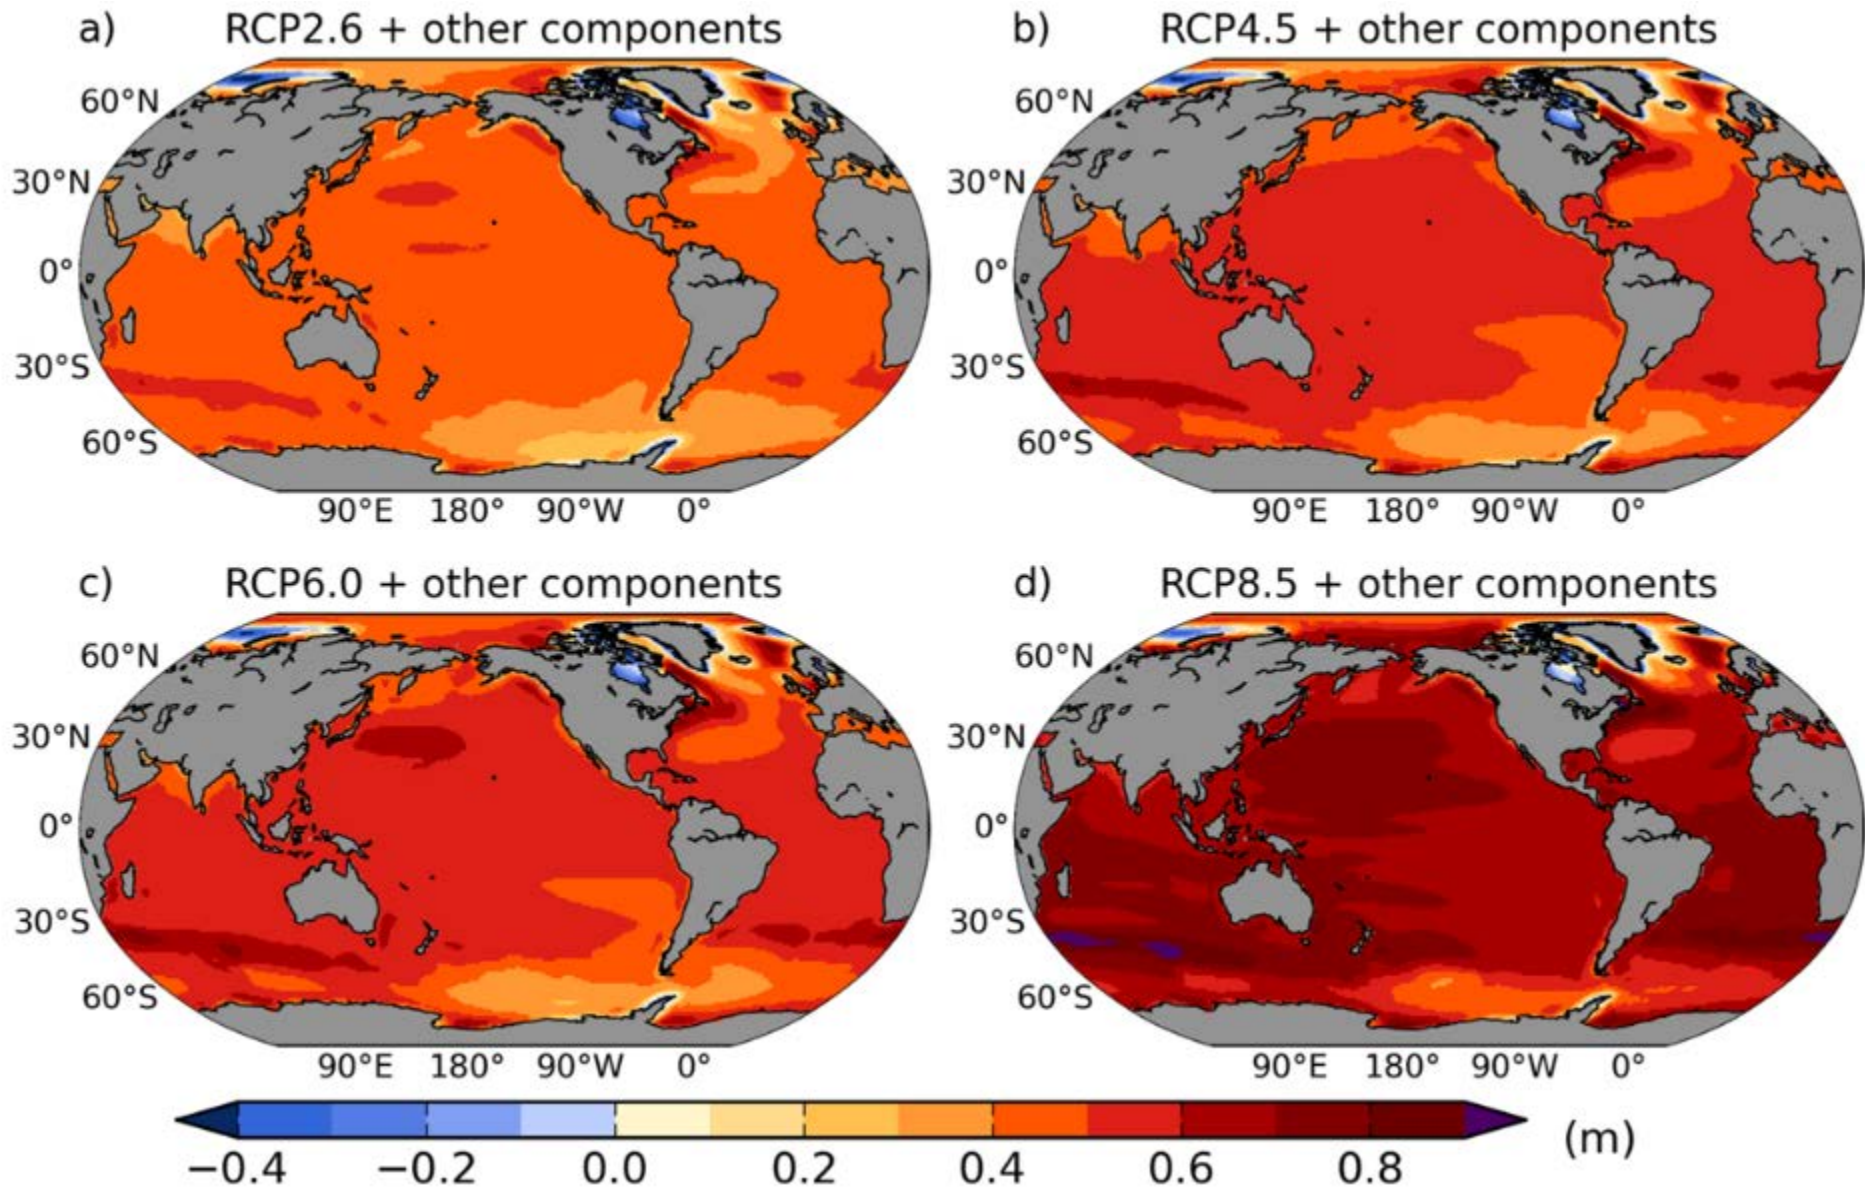 a) RCP2.6 + other components
60°N
30°N
0°
30°S
60°S
90°E 180° 90°W 0°
b) RCP4.5 + other components
60°N
30°N
0°
30°S
60°S
90°E 180° 90°W 0°
c) RCP6.0 + other components
60°N
30°N
0°
30°S
60°S
90°E 180° 90°W 0°
d) RCP8.5 + other components
60°N
30°N
0°
30°S
60°S
90°E 180° 90°W 0°
−0.4 −0.2 0.0 0.2 0.4 0.6 0.8 (m)